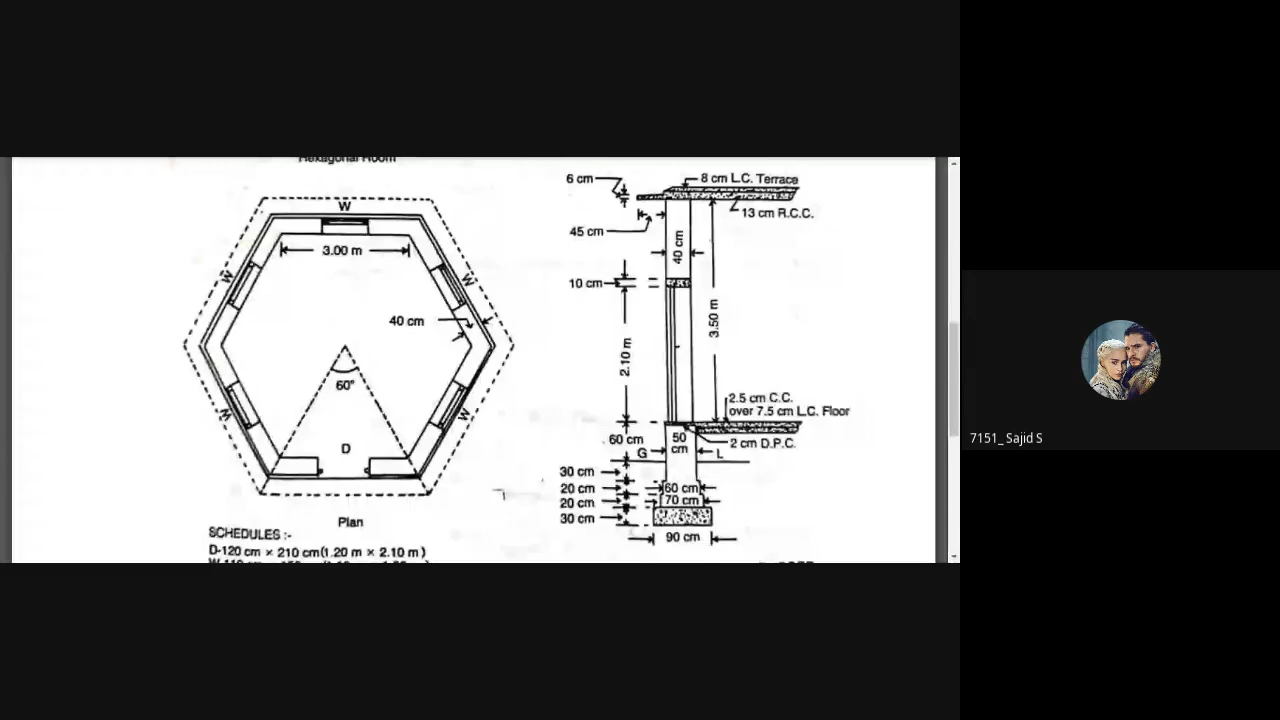 Hexagonal Room
W
3.00 m
W
W
40 cm
60°
W
W
D
Plan
SCHEDULES :-
D-120 cm × 210 cm(1.20 m × 2.10 m)
6 cm
8 cm L.C. Terrace
13 cm R.C.C.
45 cm
40 cm
10 cm
3.50 m
2.10 m
2.5 cm C.C.
over 7.5 cm L.C. Floor
60 cm
50
cm
2 cm D.P.C.
G
L
30 cm
20 cm
60 cm
20 cm
70 cm
30 cm
90 cm
7151_ Sajid S